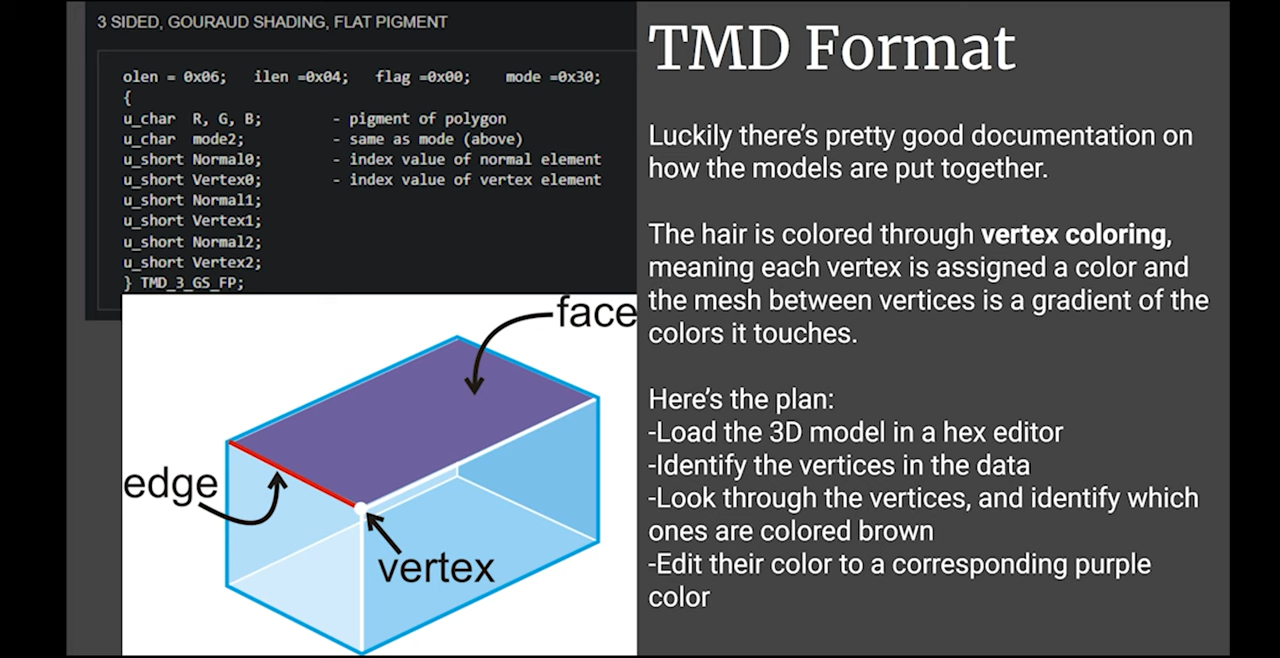 3 SIDED, GOURAUD SHADING, FLAT PIGMENT
olen = 0x06; ilen =0x04; flag =0x00; mode =0x30;
{
u_char R, G, B; - pigment of polygon
u_char mode2; - same as mode (above)
u_short Normal0; - index value of normal element
u_short Vertex0; - index value of vertex element
u_short Normal1;
u_short Vertex1;
u_short Normal2;
u_short Vertex2;
} TMD_3_GS_FP;
face
edge
vertex
TMD Format
Luckily there's pretty good documentation on
how the models are put together.
The hair is colored through vertex coloring,
meaning each vertex is assigned a color and
the mesh between vertices is a gradient of the
colors it touches.
Here's the plan:
-Load the 3D model in a hex editor
-Identify the vertices in the data
-Look through the vertices, and identify which
ones are colored brown
-Edit their color to a corresponding purple
color